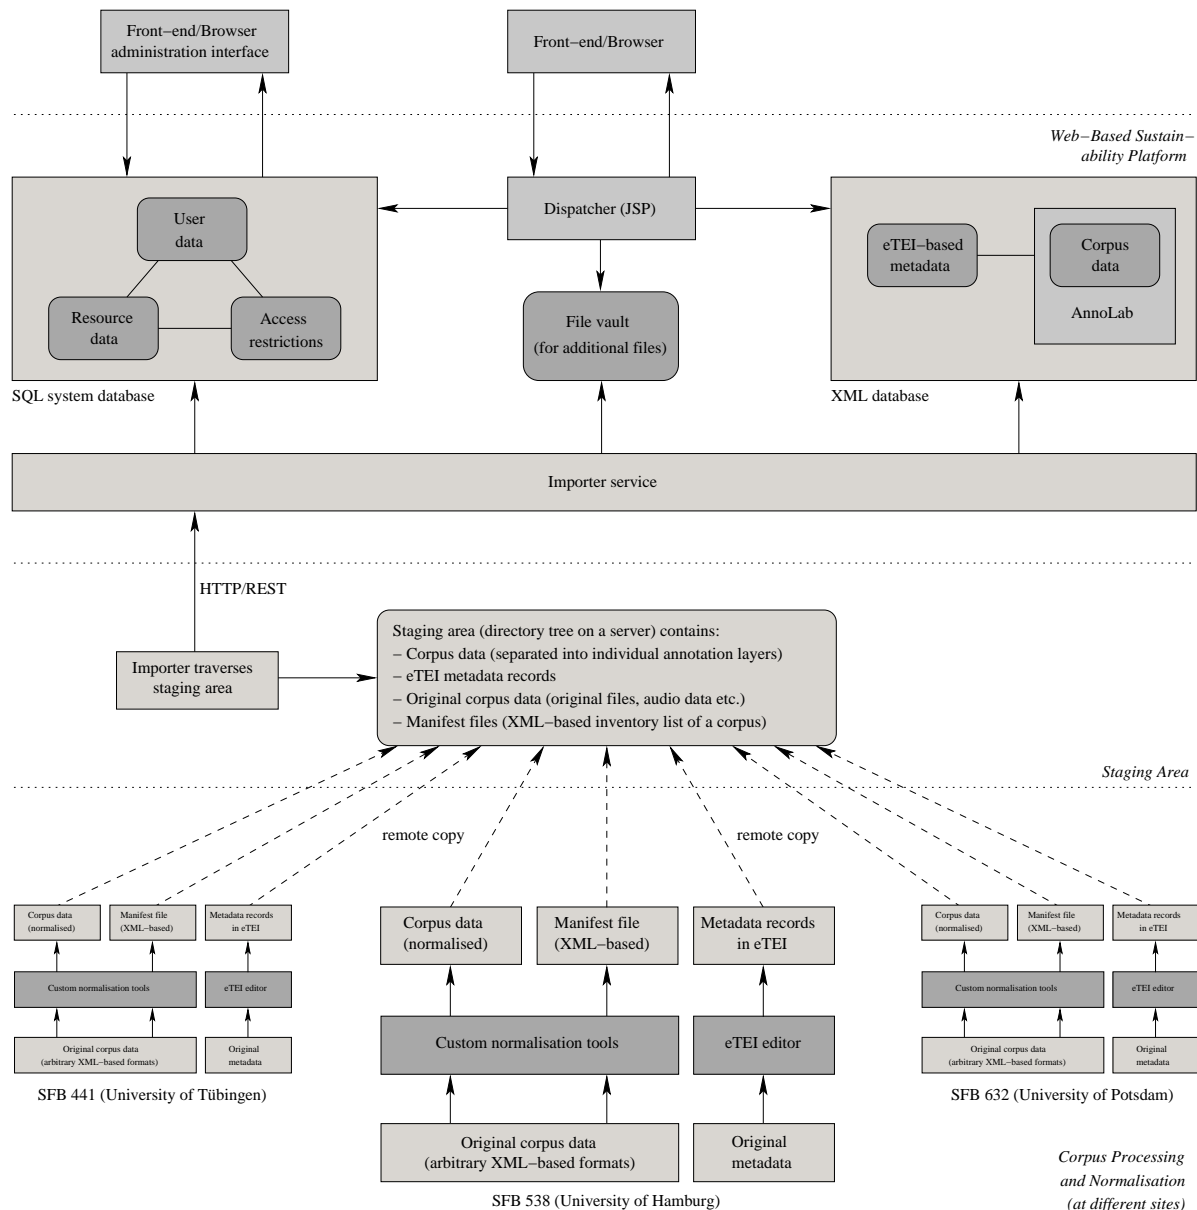 Front−end/Browser
administration interface
Front−end/Browser
Web−Based Sustain−
ability Platform
User
data
Resource
data
Access
restrictions
SQL system database
Dispatcher (JSP)
File vault
(for additional files)
eTEI−based
metadata
Corpus
data
AnnoLab
XML database
Importer service
HTTP/REST
Importer traverses
staging area
Staging area (directory tree on a server) contains:
− Corpus data (separated into individual annotation layers)
− eTEI metadata records
− Original corpus data (original files, audio data etc.)
− Manifest files (XML−based inventory list of a corpus)
Staging Area
remote copy
remote copy
Corpus data
(normalised)
Manifest file
(XML−based)
Metadata records
in eTEI
Custom normalisation tools
eTEI editor
Original corpus data
(arbitrary XML−based formats)
Original
metadata
SFB 441 (University of Tübingen)
Corpus data
(normalised)
Manifest file
(XML−based)
Metadata records
in eTEI
Custom normalisation tools
eTEI editor
Original corpus data
(arbitrary XML−based formats)
Original
metadata
SFB 538 (University of Hamburg)
Corpus data
(normalised)
Manifest file
(XML−based)
Metadata records
in eTEI
Custom normalisation tools
eTEI editor
Original corpus data
(arbitrary XML−based formats)
Original
metadata
SFB 632 (University of Potsdam)
Corpus Processing
and Normalisation
(at different sites)